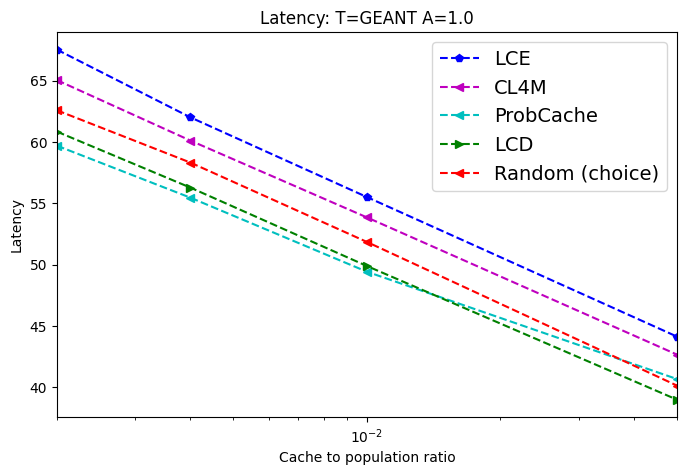 Latency: T=GEANT A=1.0
LCE
CL4M
ProbCache
LCD
Random (choice)
65
60
55
50
45
40
Latency
10⁻²
Cache to population ratio